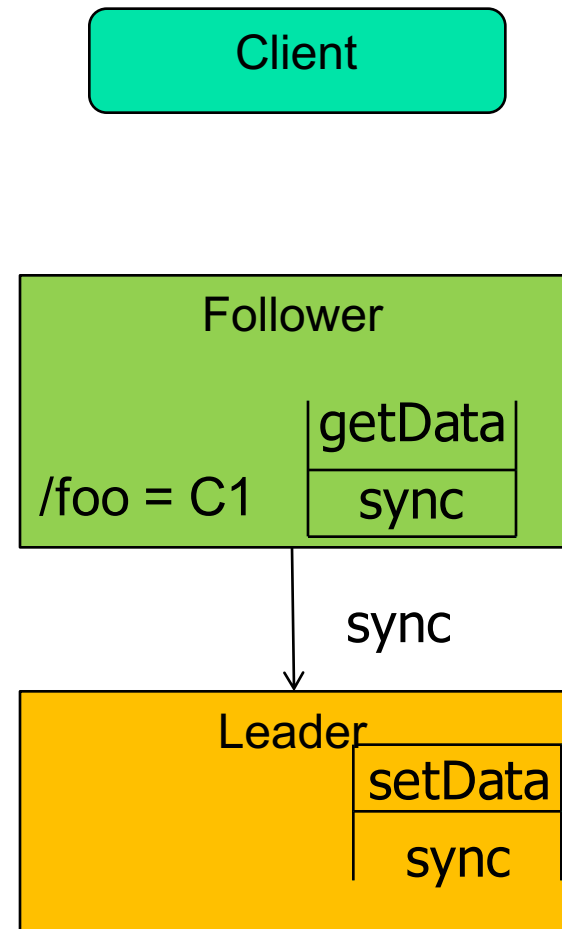 Client
Follower
getData
/foo = C1
sync
sync
Leader
setData
sync